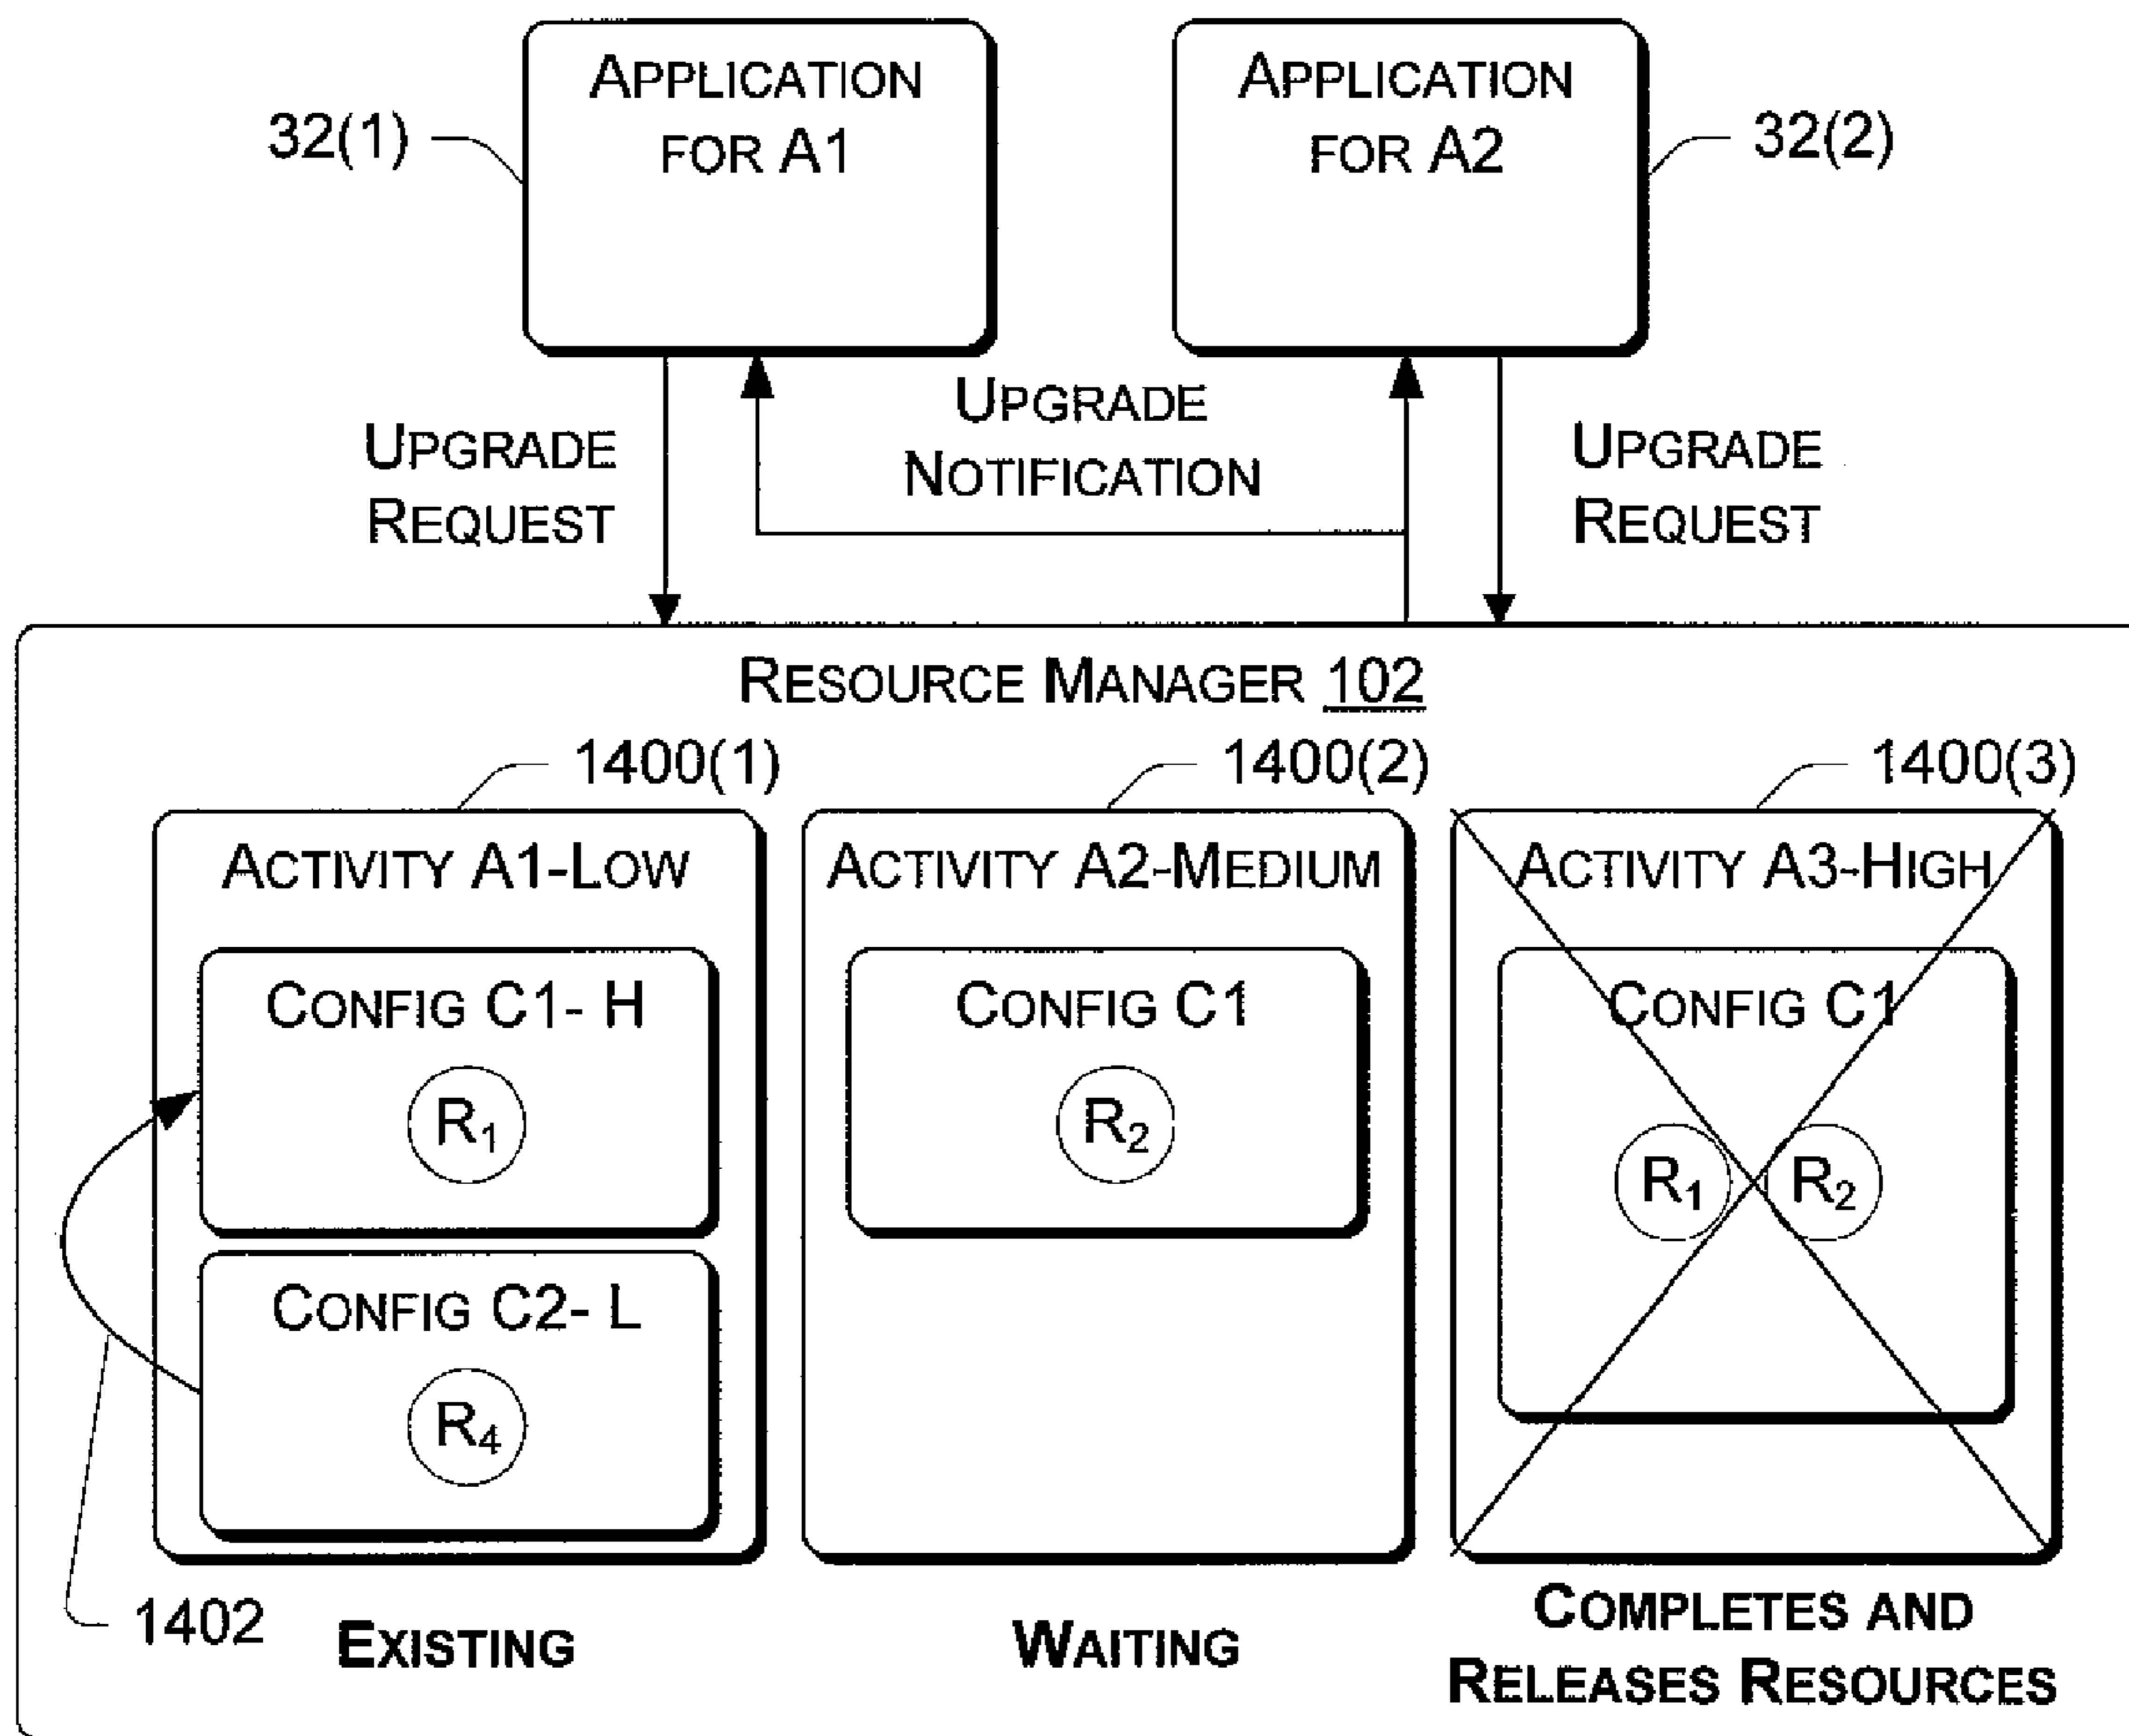 APPLICATION
FOR A1
32(1)
APPLICATION
FOR A2
32(2)
UPGRADE
REQUEST
UPGRADE
NOTIFICATION
UPGRADE
REQUEST
RESOURCE MANAGER 102
1400(1)
1400(2)
1400(3)
ACTIVITY A1-LOW
CONFIG C1- H
R1
CONFIG C2- L
R4
ACTIVITY A2-MEDIUM
CONFIG C1
R2
ACTIVITY A3-HIGH
CONFIG C1
R1 R2
1402
EXISTING
WAITING
COMPLETES AND
RELEASES RESOURCES